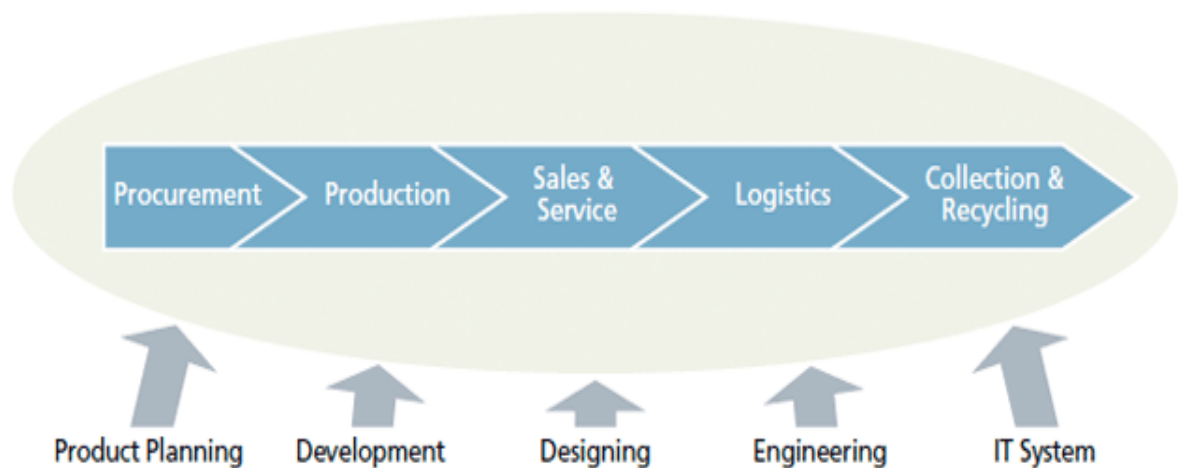 Procurement
Production
Sales &
Service
Logistics
Collection &
Recycling
Product Planning
Development
Designing
Engineering
IT System